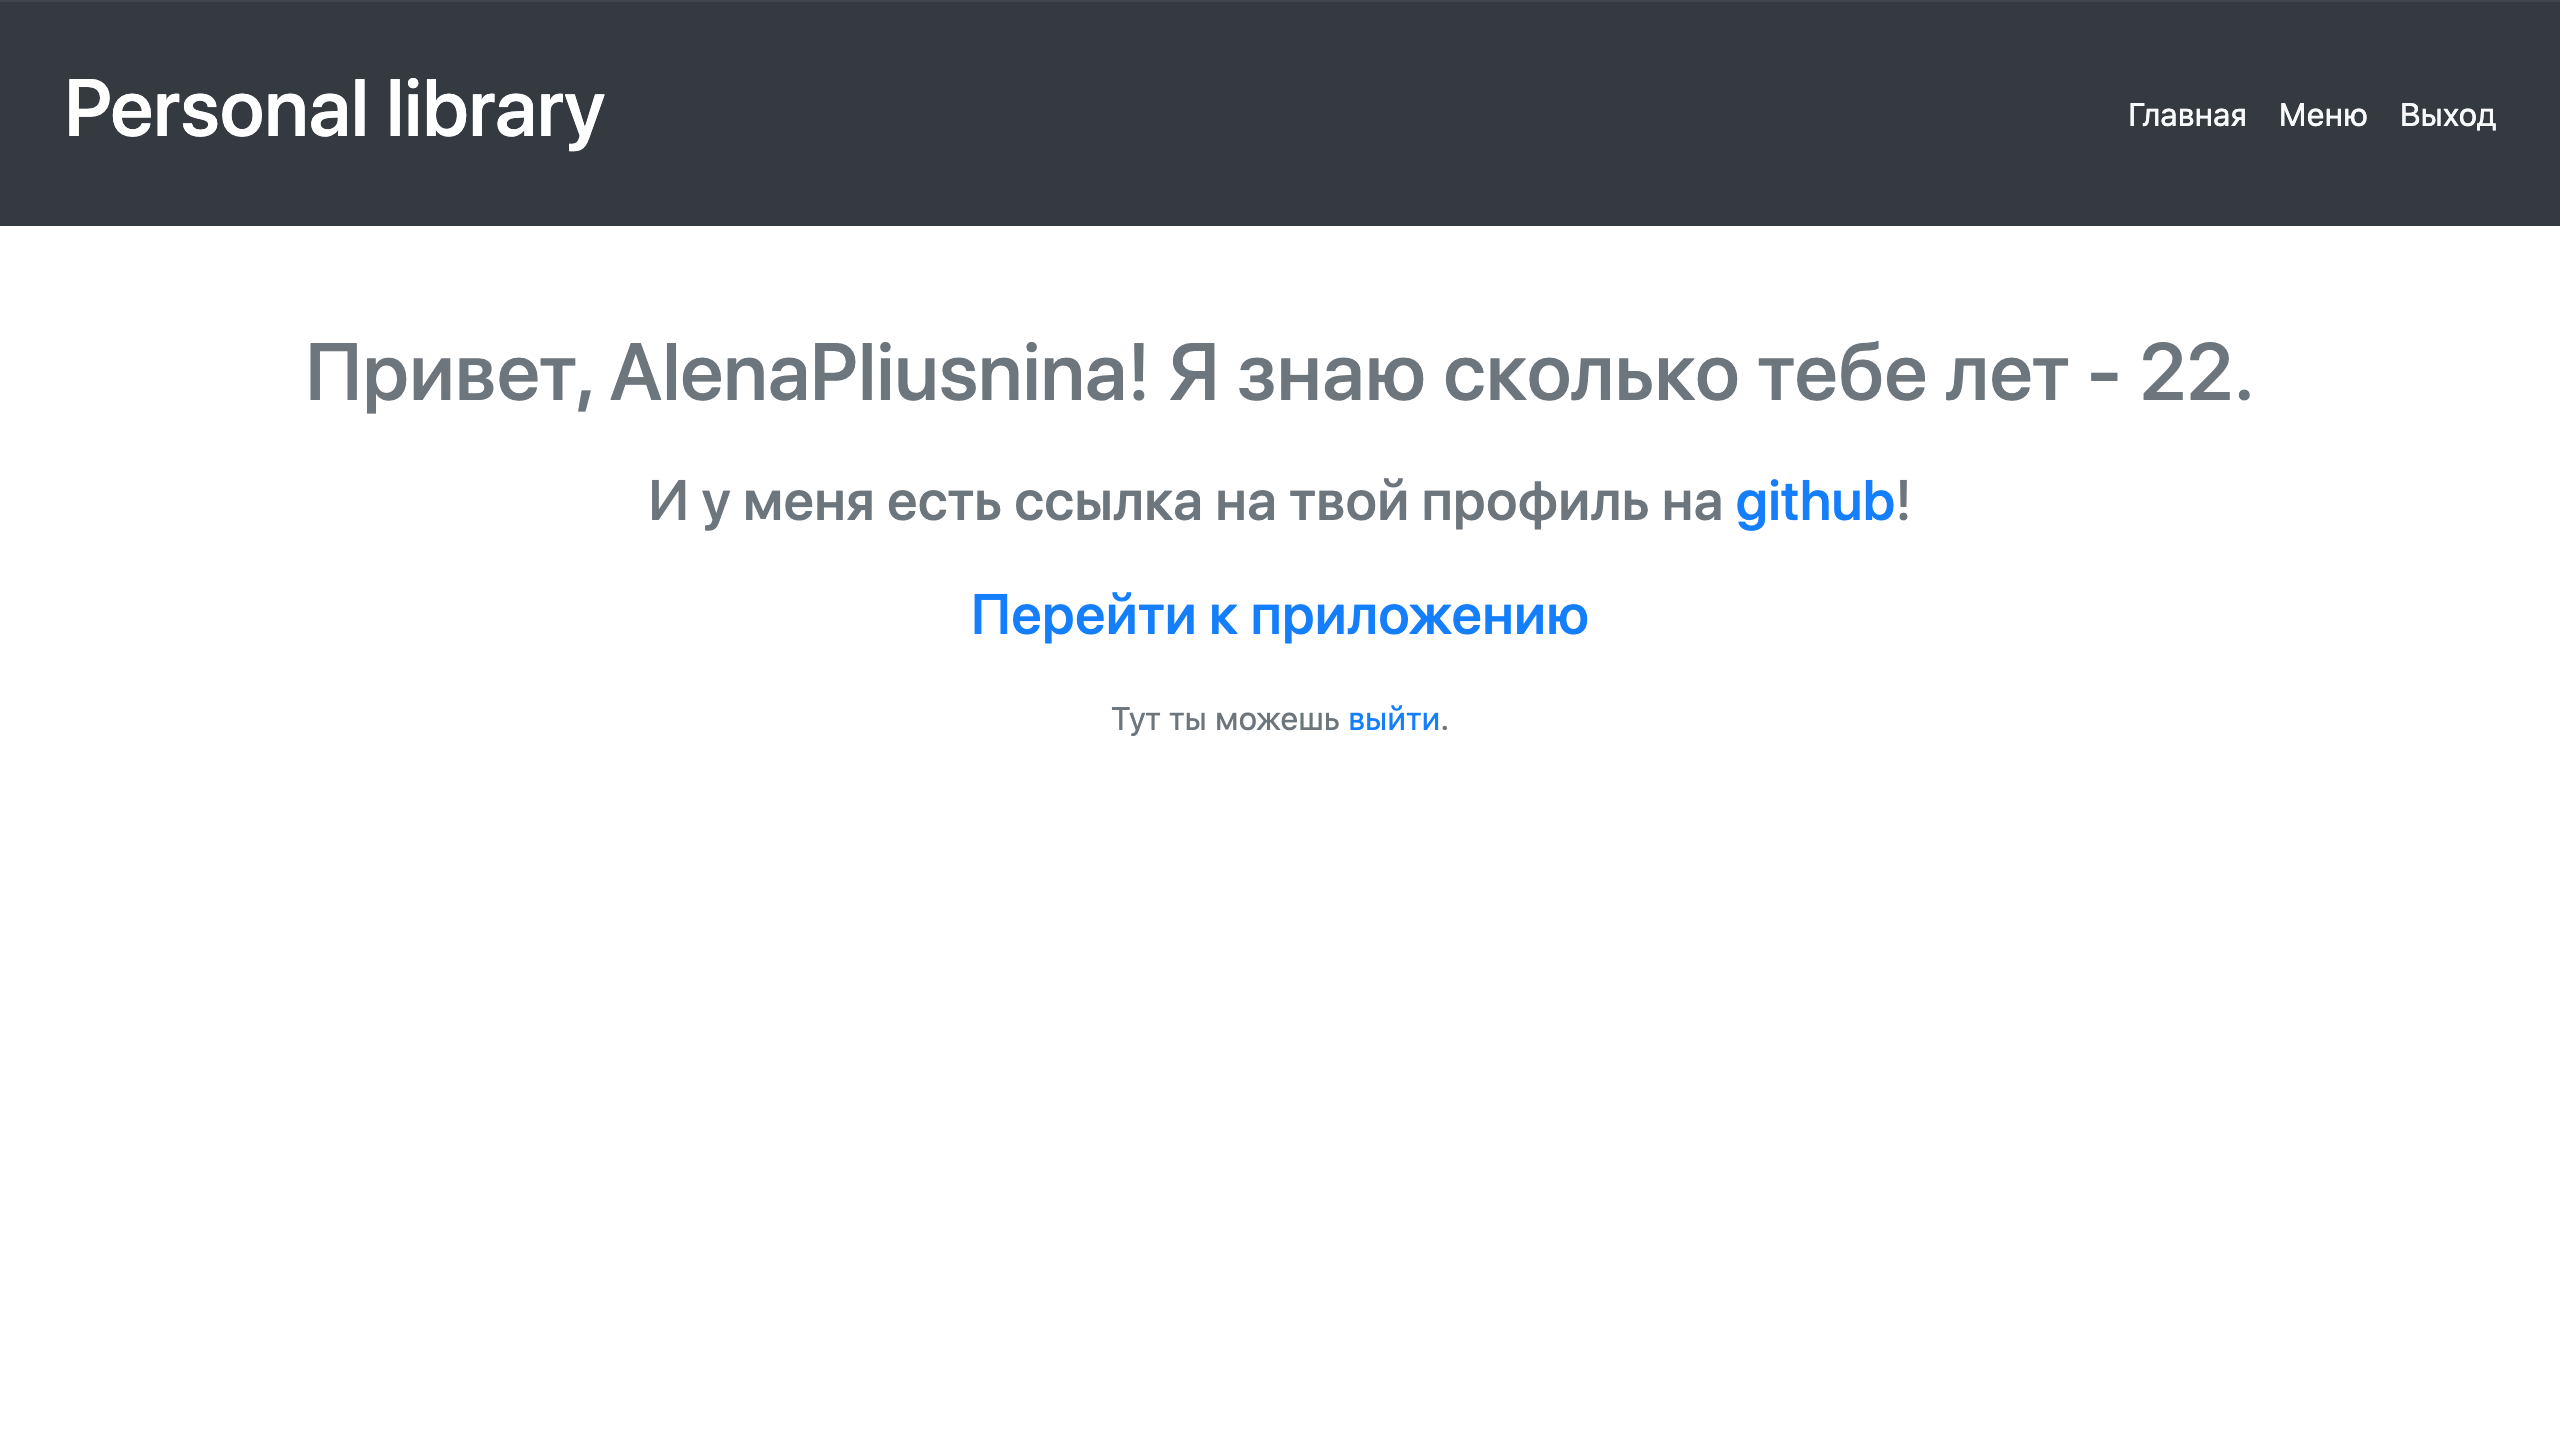 Personal library
Главная Меню Выход
Привет, AlenaPliusnina! Я знаю сколько тебе лет - 22.
И у меня есть ссылка на твой профиль на github!
Перейти к приложению
Тут ты можешь выйти.